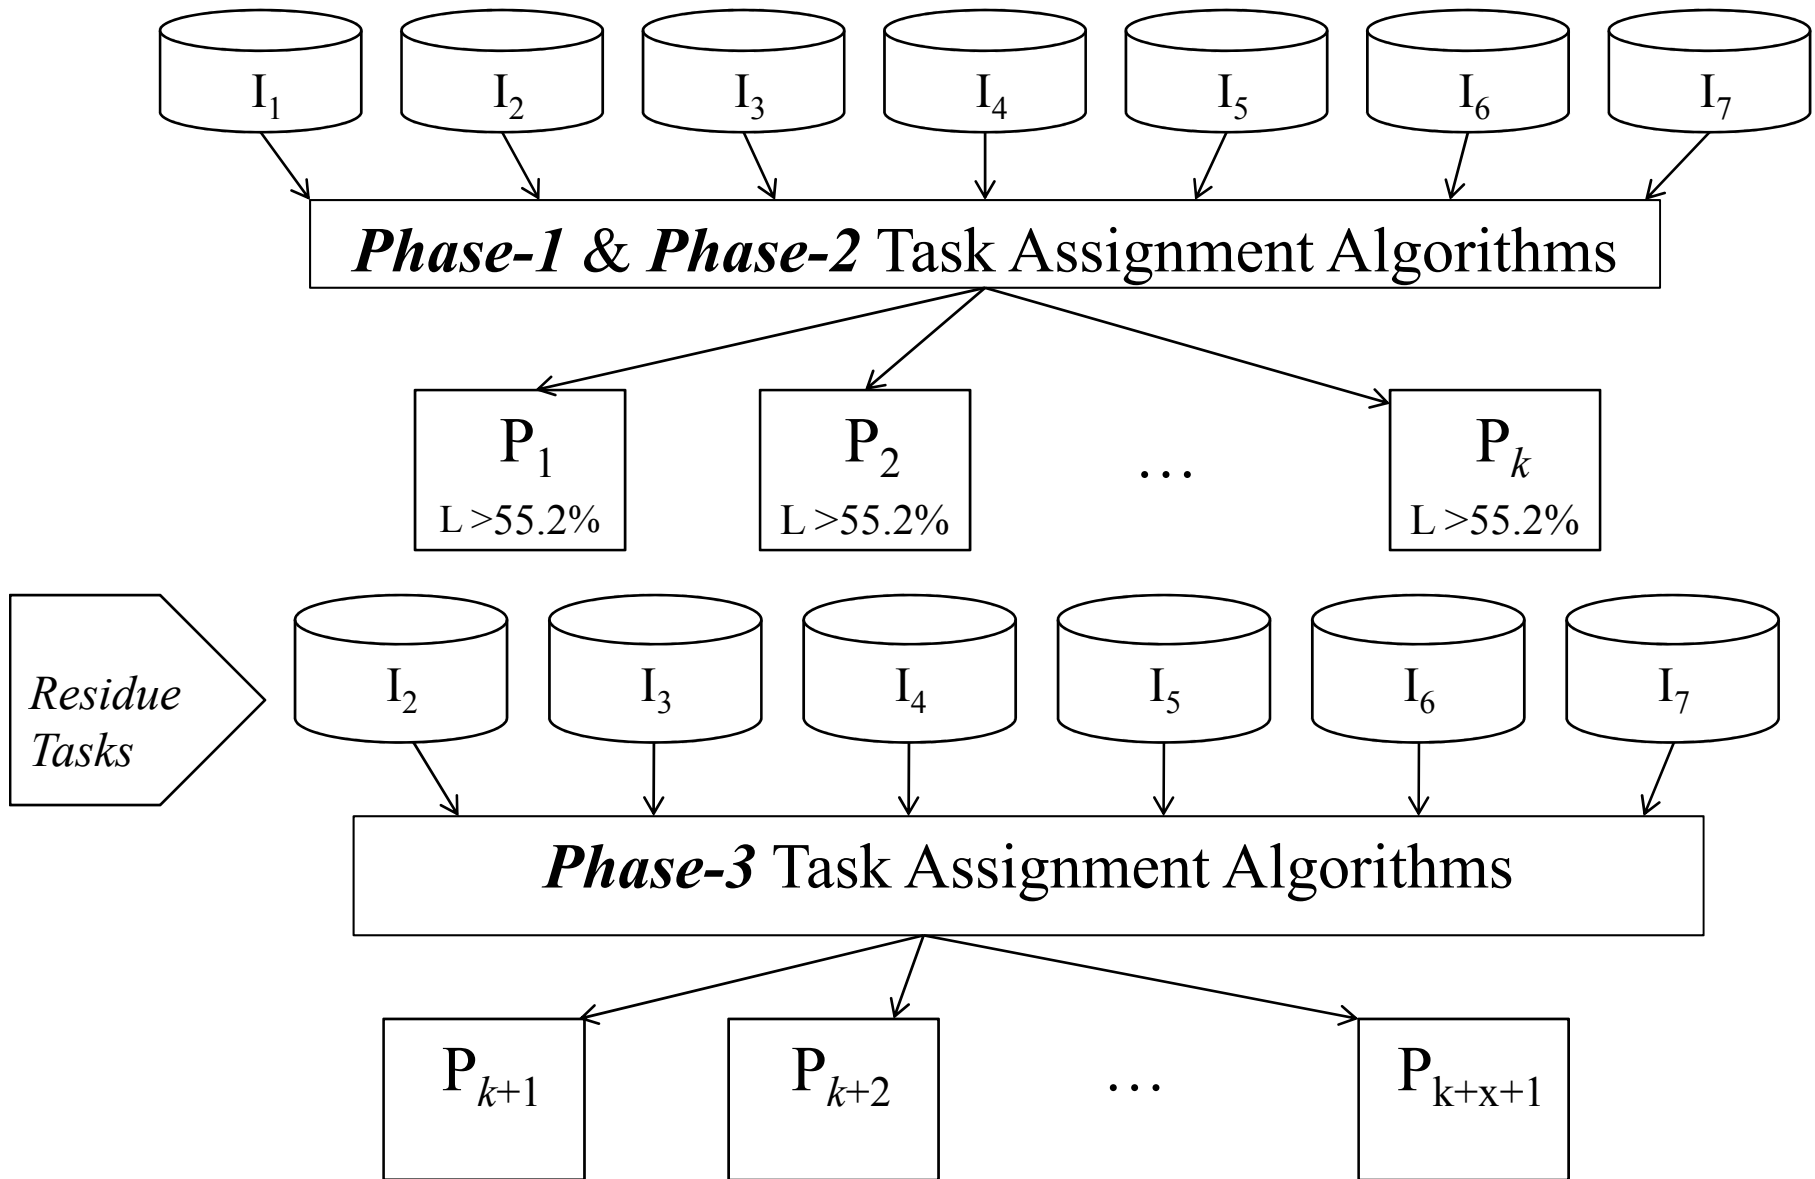 I₁ I₂ I₃ I₄ I₅ I₆ I₇
Phase-1 & Phase-2 Task Assignment Algorithms
P₁ P₂ … Pₖ
L >55.2% L >55.2% L >55.2%
Residue
Tasks
I₂ I₃ I₄ I₅ I₆ I₇
Phase-3 Task Assignment Algorithms
Pₖ₊₁ Pₖ₊₂ … Pₖ₊ₓ₊₁